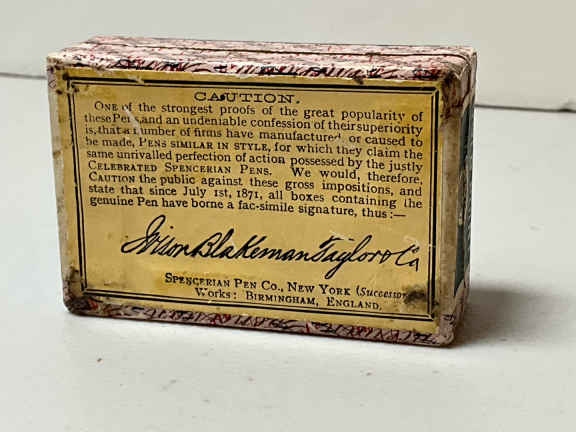 CAUTION.
ONE of the strongest proofs of the great popularity of
these Pens, and an undeniable confession of their superiority
is, that a number of firms have manufactured, or caused to
be made, PENS SIMILAR IN STYLE, for which they claim the
same unrivalled perfection of action possessed by the justly
CELEBRATED SPENCERIAN PENS. We would, therefore,
CAUTION the public against these gross impositions, and
state that since July 1st, 1871, all boxes containing the
genuine Pen have borne a fac-simile signature, thus :—
Ivison Blakeman Taylor & Co
SPENCERIAN PEN CO., NEW YORK (Successors
Works: BIRMINGHAM, ENGLAND.